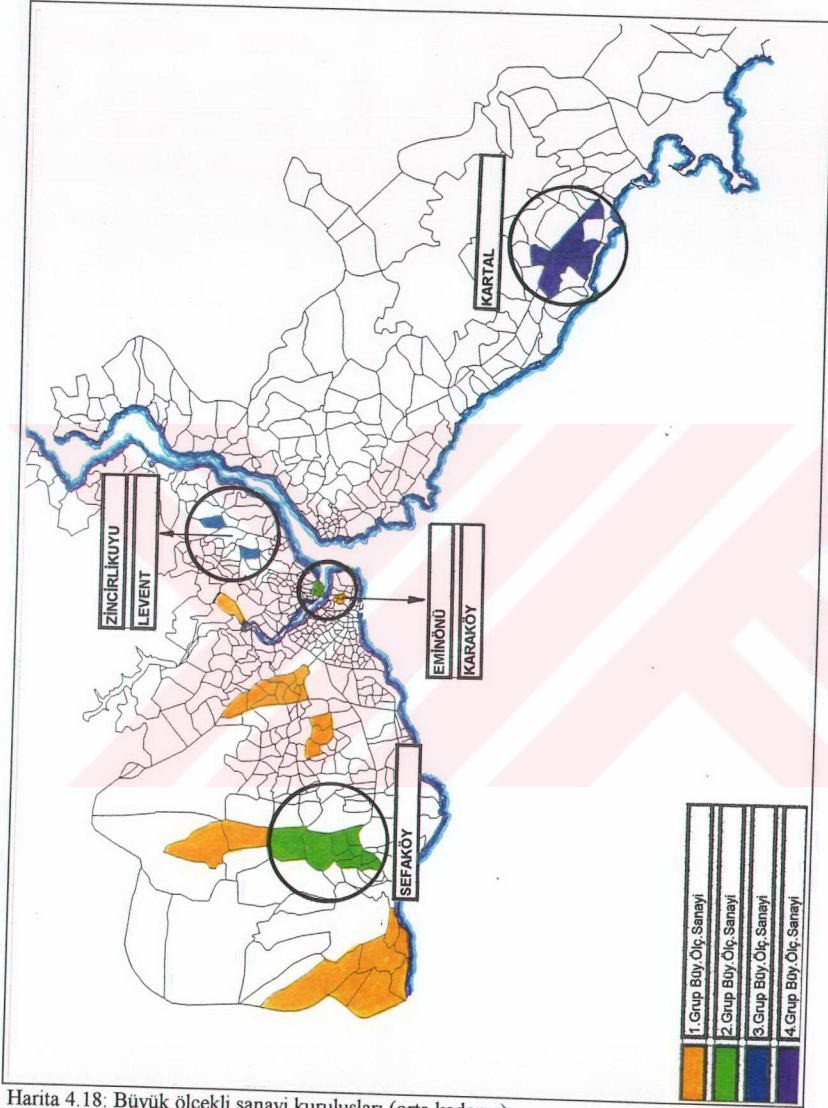 KARTAL
ZİNCİRLİKUYU
LEVENT
EMİNÖNÜ
KARAKÖY
SEFAKÖY
1.Grup Büy.Ölç.Sanayi
2.Grup Büy.Ölç.Sanayi
3.Grup Büy.Ölç.Sanayi
4.Grup Büy.Ölç.Sanayi
Harita 4.18: Büyük ölçekli sanayi kuruluşları (orta kademe)